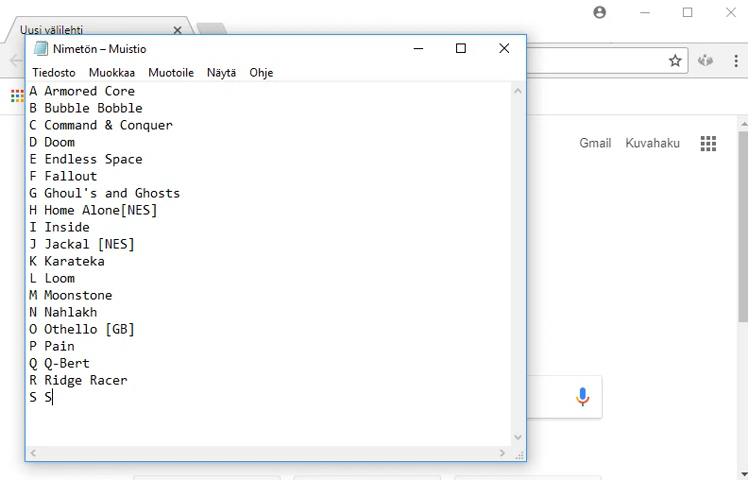 Uusi välilehti
Nimetön – Muistio
Tiedosto Muokkaa Muotoile Näytä Ohje
A Armored Core
B Bubble Bobble
C Command & Conquer
D Doom
E Endless Space
F Fallout
G Ghoul's and Ghosts
H Home Alone[NES]
I Inside
J Jackal [NES]
K Karateka
L Loom
M Moonstone
N Nahlakh
O Othello [GB]
P Pain
Q Q-Bert
R Ridge Racer
S S
Gmail Kuvahaku